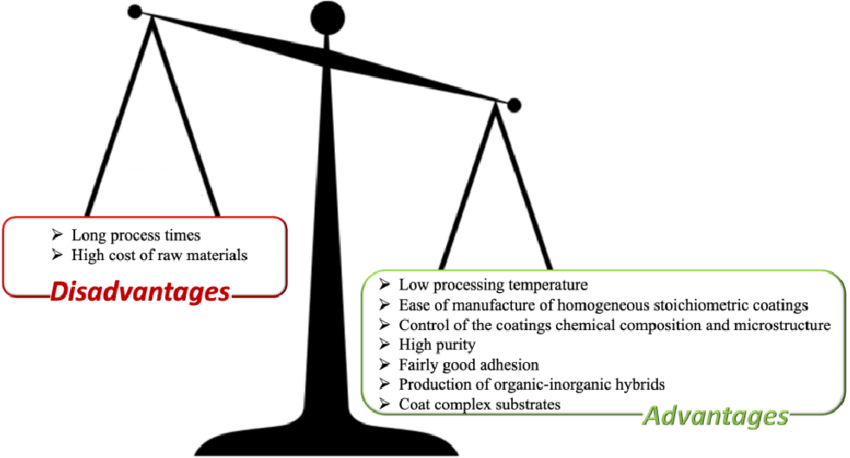 ➢ Long process times
➢ High cost of raw materials
Disadvantages
➢ Low processing temperature
➢ Ease of manufacture of homogeneous stoichiometric coatings
➢ Control of the coatings chemical composition and microstructure
➢ High purity
➢ Fairly good adhesion
➢ Production of organic-inorganic hybrids
➢ Coat complex substrates
Advantages